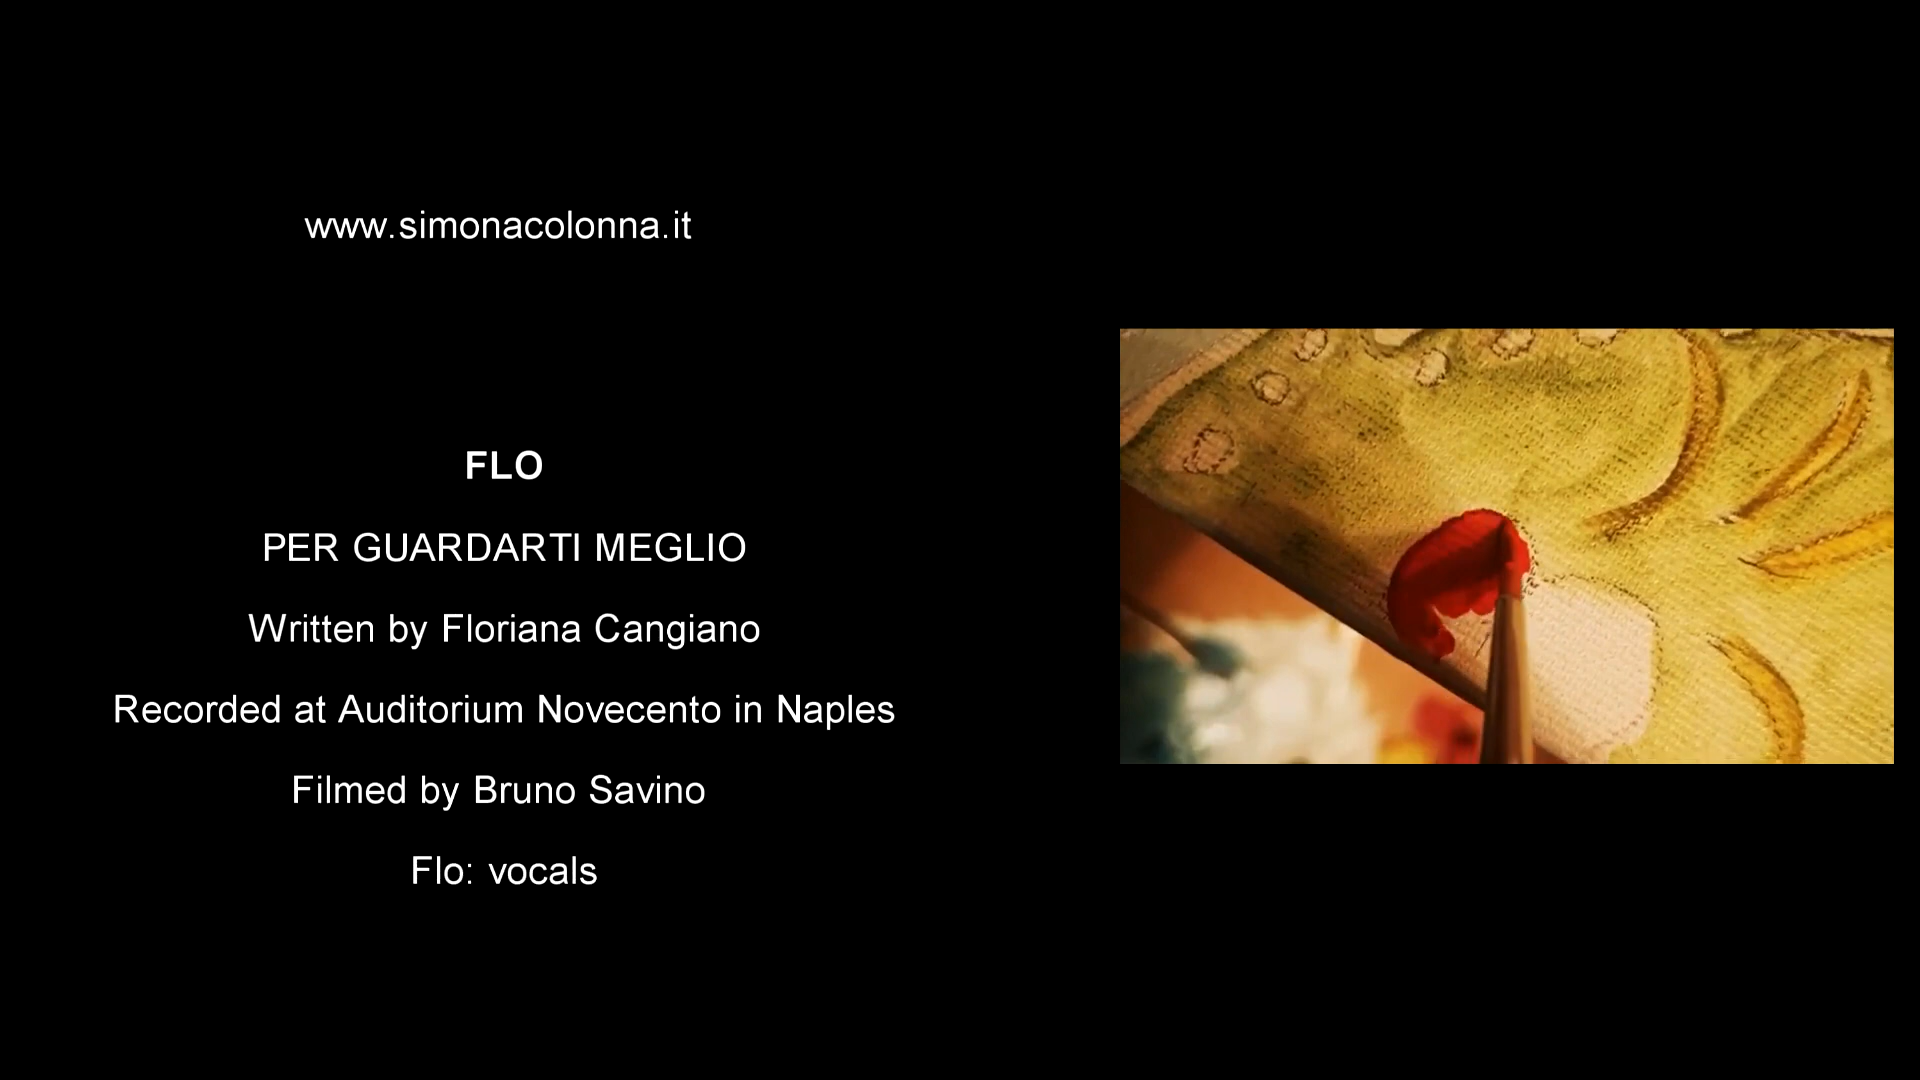 www.simonacolonna.it
FLO
PER GUARDARTI MEGLIO
Written by Floriana Cangiano
Recorded at Auditorium Novecento in Naples
Filmed by Bruno Savino
Flo: vocals